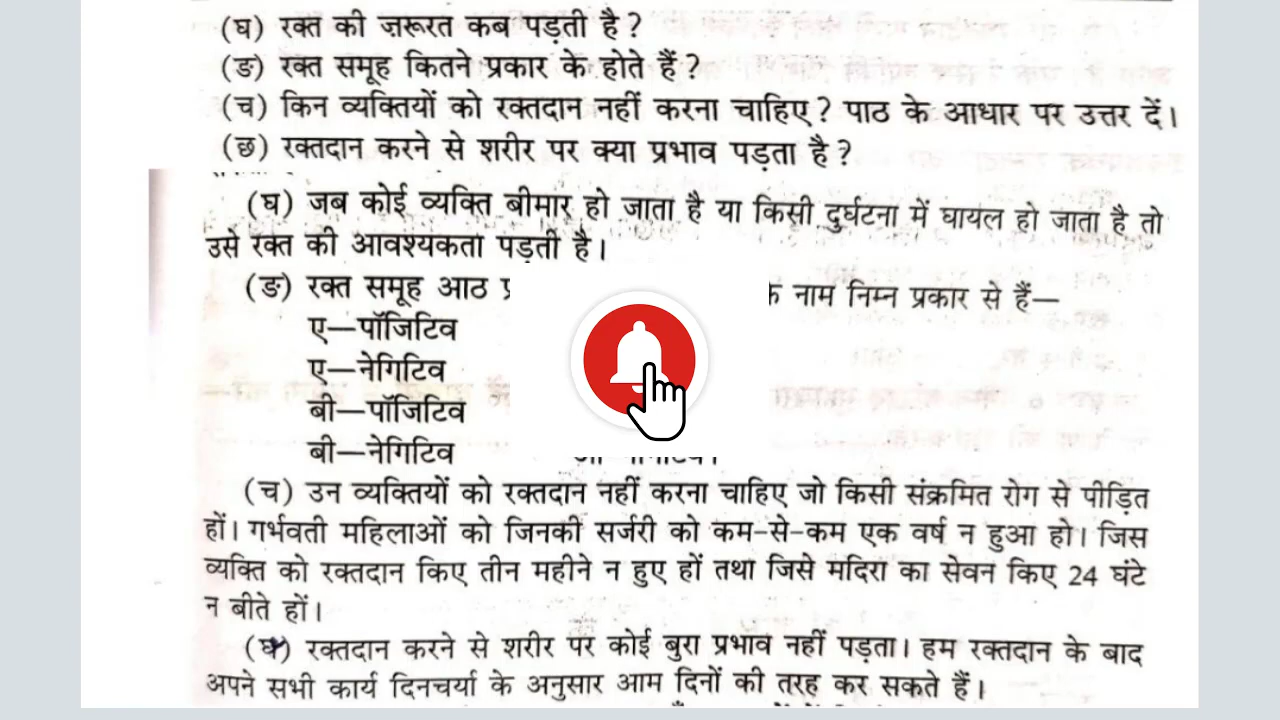 (घ) रक्त की ज़रूरत कब पड़ती है?
(ङ) रक्त समूह कितने प्रकार के होते हैं?
(च) किन व्यक्तियों को रक्तदान नहीं करना चाहिए? पाठ के आधार पर उत्तर दें।
(छ) रक्तदान करने से शरीर पर क्या प्रभाव पड़ता है?
(घ) जब कोई व्यक्ति बीमार हो जाता है या किसी दुर्घटना में घायल हो जाता है तो
उसे रक्त की आवश्यकता पड़ती है।
(ङ) रक्त समूह आठ नाम निम्न प्रकार से हैं—
ए—पॉजिटिव
ए—नेगिटिव
बी—पॉजिटिव
बी—नेगिटिव
(च) उन व्यक्तियों को रक्तदान नहीं करना चाहिए जो किसी संक्रमित रोग से पीड़ित
हों। गर्भवती महिलाओं को जिनकी सर्जरी को कम-से-कम एक वर्ष न हुआ हो। जिस
व्यक्ति को रक्तदान किए तीन महीने न हुए हों तथा जिसे मदिरा का सेवन किए 24 घंटे
न बीते हों।
रक्तदान करने से शरीर पर कोई बुरा प्रभाव नहीं पड़ता। हम रक्तदान के बाद
अपने सभी कार्य दिनचर्या के अनुसार आम दिनों की तरह कर सकते हैं।